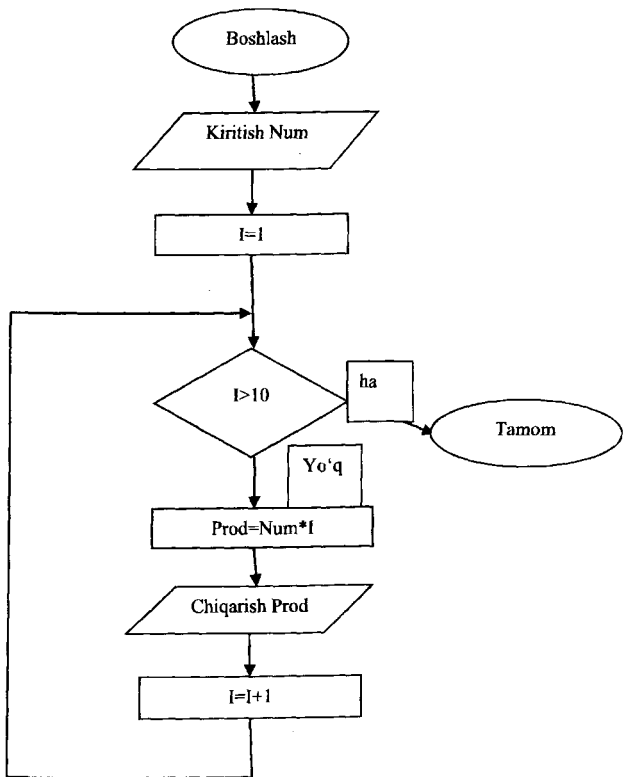 Boshlash
Kiritish Num
I=1
I>10
ha
Tamom
Yo‘q
Prod=Num*I
Chiqarish Prod
I=I+1